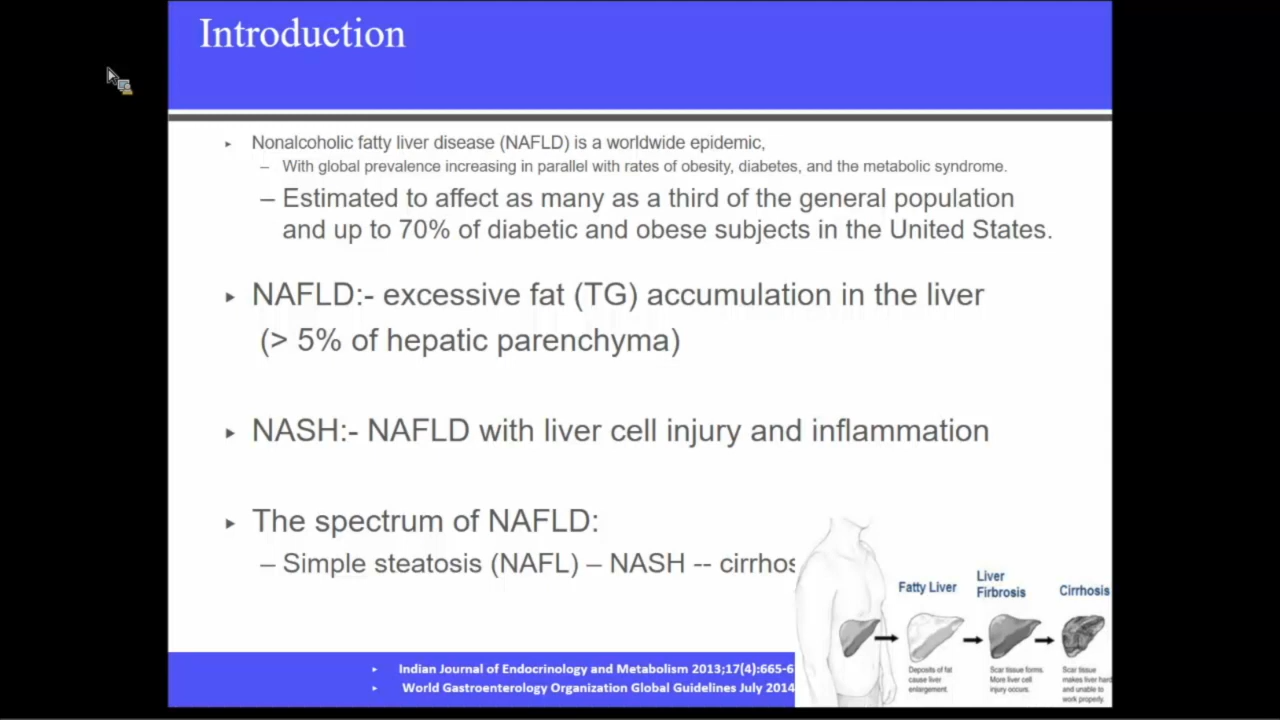 Introduction
Nonalcoholic fatty liver disease (NAFLD) is a worldwide epidemic,
– With global prevalence increasing in parallel with rates of obesity, diabetes, and the metabolic syndrome.
– Estimated to affect as many as a third of the general population
and up to 70% of diabetic and obese subjects in the United States.
NAFLD:- excessive fat (TG) accumulation in the liver
(> 5% of hepatic parenchyma)
NASH:- NAFLD with liver cell injury and inflammation
The spectrum of NAFLD:
– Simple steatosis (NAFL) – NASH -- cirrhos
Fatty Liver
Liver
Firbrosis
Cirrhosis
Deposits of fat
cause liver
enlargement.
Scar tissue forms.
More liver cell
injury occurs.
Scar tissue
makes liver hard
and unable to
work properly.
Indian Journal of Endocrinology and Metabolism 2013;17(4):665-6
World Gastroenterology Organization Global Guidelines July 2014